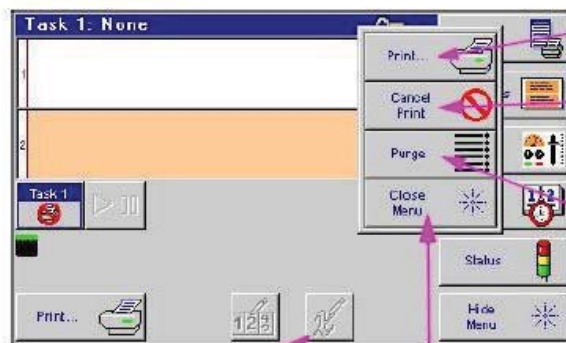 Task 1: None
1
2
Print...
Cancel
Print
Purge
Close
Menu
Task 1
Status
Print...
Hide
Menu